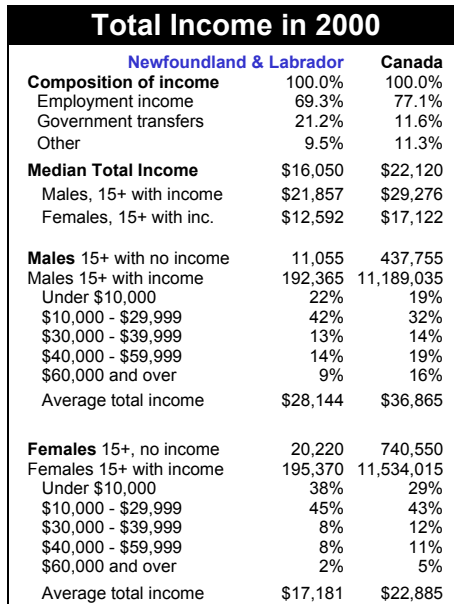 Total Income in 2000
Newfoundland & Labrador Canada
Composition of income 100.0% 100.0%
Employment income 69.3% 77.1%
Government transfers 21.2% 11.6%
Other 9.5% 11.3%
Median Total Income $16,050 $22,120
Males, 15+ with income $21,857 $29,276
Females, 15+ with inc. $12,592 $17,122
Males 15+ with no income 11,055 437,755
Males 15+ with income 192,365 11,189,035
Under $10,000 22% 19%
$10,000 - $29,999 42% 32%
$30,000 - $39,999 13% 14%
$40,000 - $59,999 14% 19%
$60,000 and over 9% 16%
Average total income $28,144 $36,865
Females 15+, no income 20,220 740,550
Females 15+ with income 195,370 11,534,015
Under $10,000 38% 29%
$10,000 - $29,999 45% 43%
$30,000 - $39,999 8% 12%
$40,000 - $59,999 8% 11%
$60,000 and over 2% 5%
Average total income $17,181 $22,885